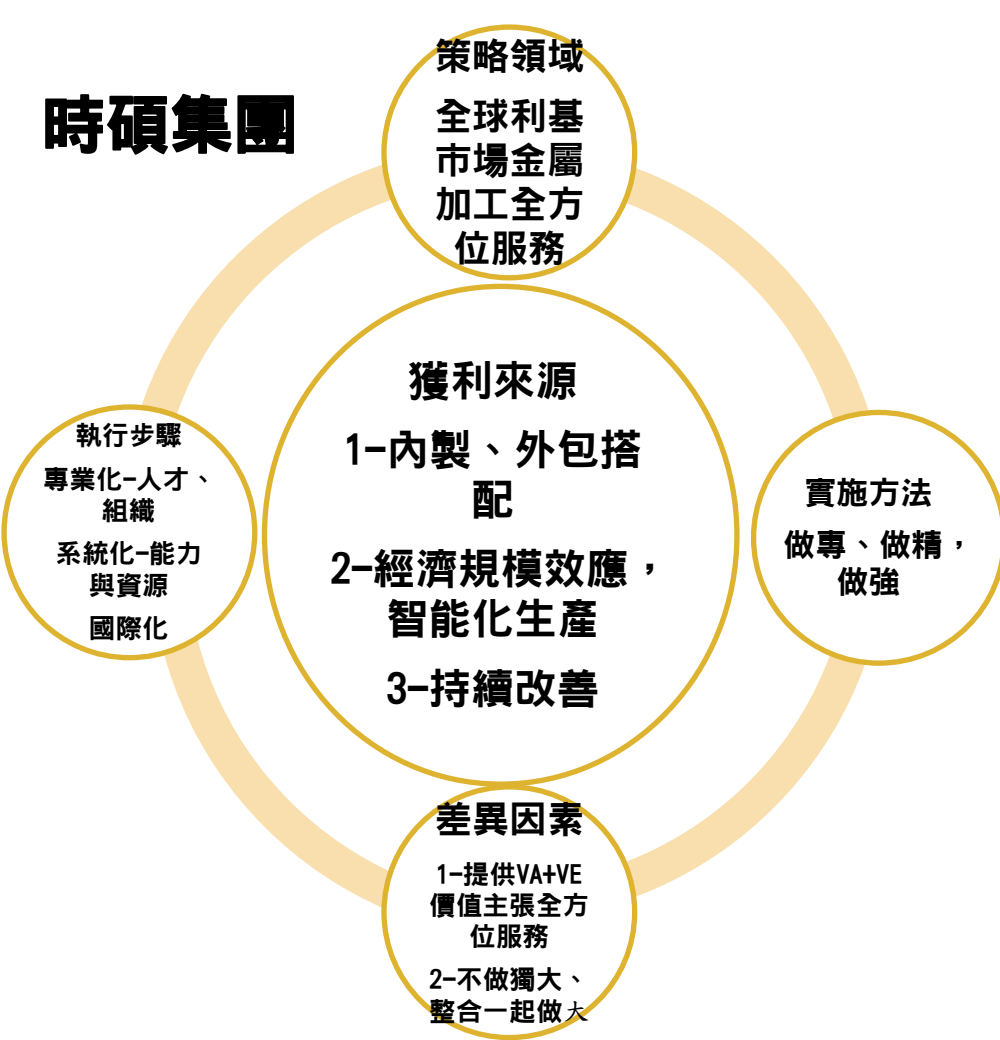 時碩集團
策略領域
全球利基
市場金屬
加工全方
位服務
獲利來源
1-內製、外包搭
配
2-經濟規模效應，
智能化生產
3-持續改善
執行步驟
專業化-人才、
組織
系統化-能力
與資源
國際化
實施方法
做專、做精，
做強
差異因素
1-提供VA+VE
價值主張全方
位服務
2-不做獨大、
整合一起做大